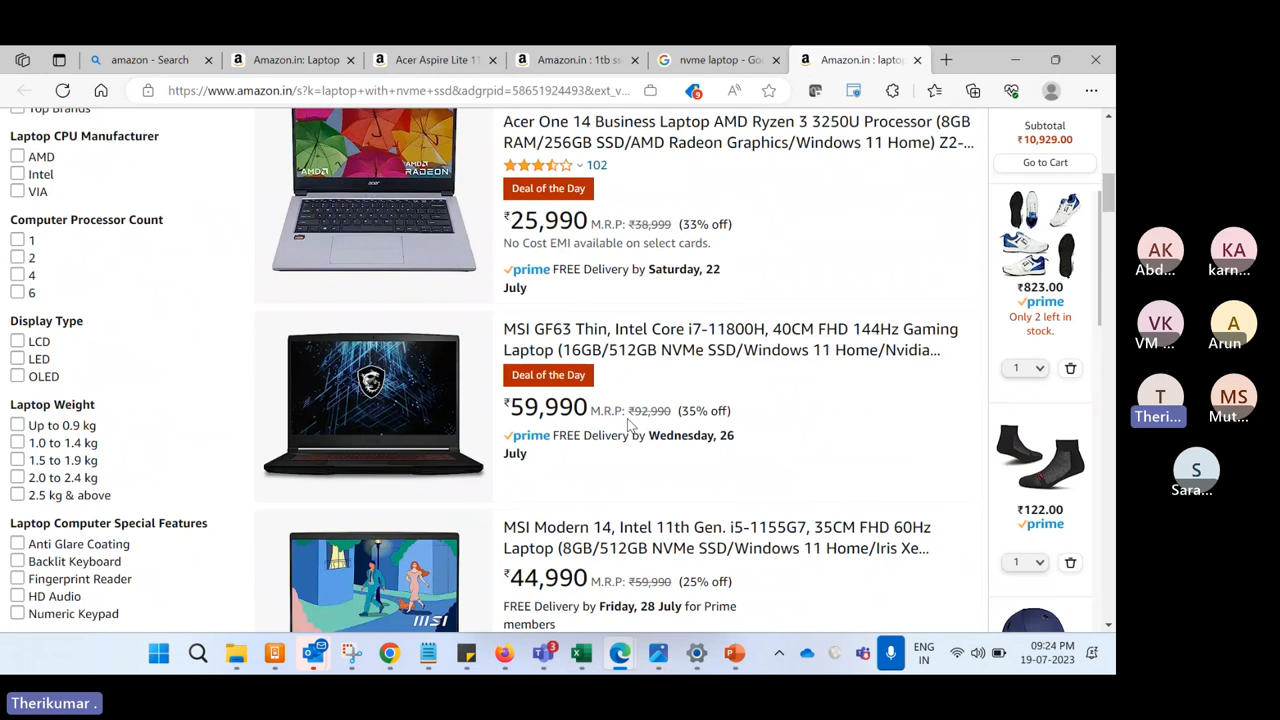 amazon - Search
Amazon.in: Laptop
Acer Aspire Lite 11
Amazon.in : 1tb ss
nvme laptop - Goo
Amazon.in : laptop
https://www.amazon.in/s?k=laptop+with+nvme+ssd&adgrpid=58651924493&ext_v...
9
Top Brands
Laptop CPU Manufacturer
AMD
Intel
VIA
Computer Processor Count
1
2
4
6
Display Type
LCD
LED
OLED
Laptop Weight
Up to 0.9 kg
1.0 to 1.4 kg
1.5 to 1.9 kg
2.0 to 2.4 kg
2.5 kg & above
Laptop Computer Special Features
Anti Glare Coating
Backlit Keyboard
Fingerprint Reader
HD Audio
Numeric Keypad
AMD
AMD RADEON
acer
Acer One 14 Business Laptop AMD Ryzen 3 3250U Processor (8GB
RAM/256GB SSD/AMD Radeon Graphics/Windows 11 Home) Z2-...
102
Deal of the Day
₹25,990 M.R.P: ₹38,999 (33% off)
No Cost EMI available on select cards.
prime FREE Delivery by Saturday, 22
July
MSI GF63 Thin, Intel Core i7-11800H, 40CM FHD 144Hz Gaming
Laptop (16GB/512GB NVMe SSD/Windows 11 Home/Nvidia...
Deal of the Day
₹59,990 M.R.P: ₹92,990 (35% off)
prime FREE Delivery by Wednesday, 26
July
MSI Modern 14, Intel 11th Gen. i5-1155G7, 35CM FHD 60Hz
Laptop (8GB/512GB NVMe SSD/Windows 11 Home/Iris Xe...
₹44,990 M.R.P: ₹59,990 (25% off)
FREE Delivery by Friday, 28 July for Prime
members
msi
Subtotal
₹10,929.00
Go to Cart
₹823.00
prime
Only 2 left in
stock.
1
₹122.00
prime
1
AK
Abd...
KA
karn...
VK
VM ...
A
Arun
T
Theri...
MS
Mut...
S
Sara...
3
ENG
IN
09:24 PM
19-07-2023
Therikumar .